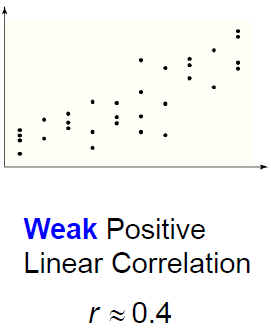 Weak Positive
Linear Correlation
r ≈ 0.4